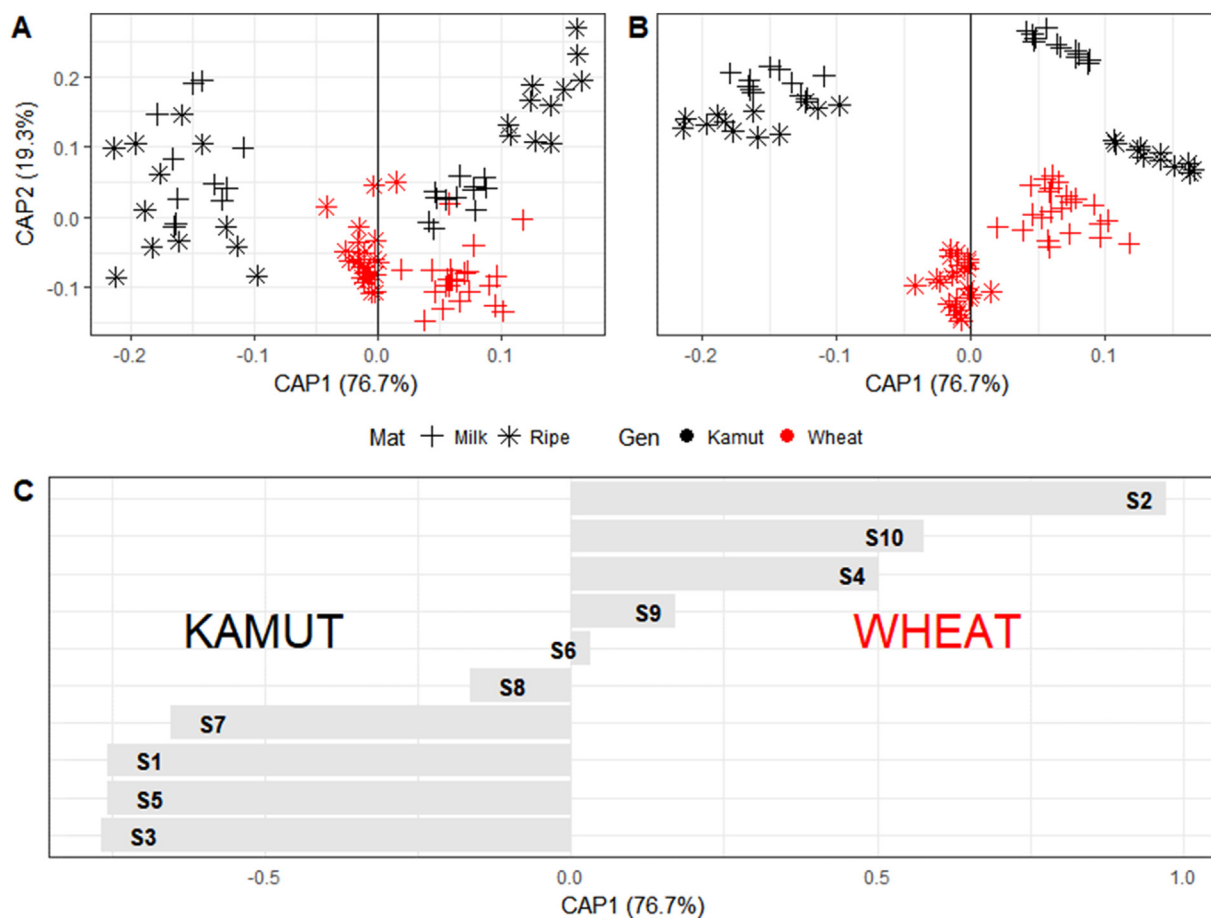 A
B
CAP2 (19.3%)
0.2
0.1
0.0
-0.1
-0.2
-0.1
0.0
0.1
CAP1 (76.7%)
-0.2
-0.1
0.0
0.1
CAP1 (76.7%)
Mat Milk Ripe Gen Kamut Wheat
C
S2
S10
S4
S9
KAMUT WHEAT
S6
S8
S7
S1
S5
S3
-0.5
0.0
0.5
1.0
CAP1 (76.7%)